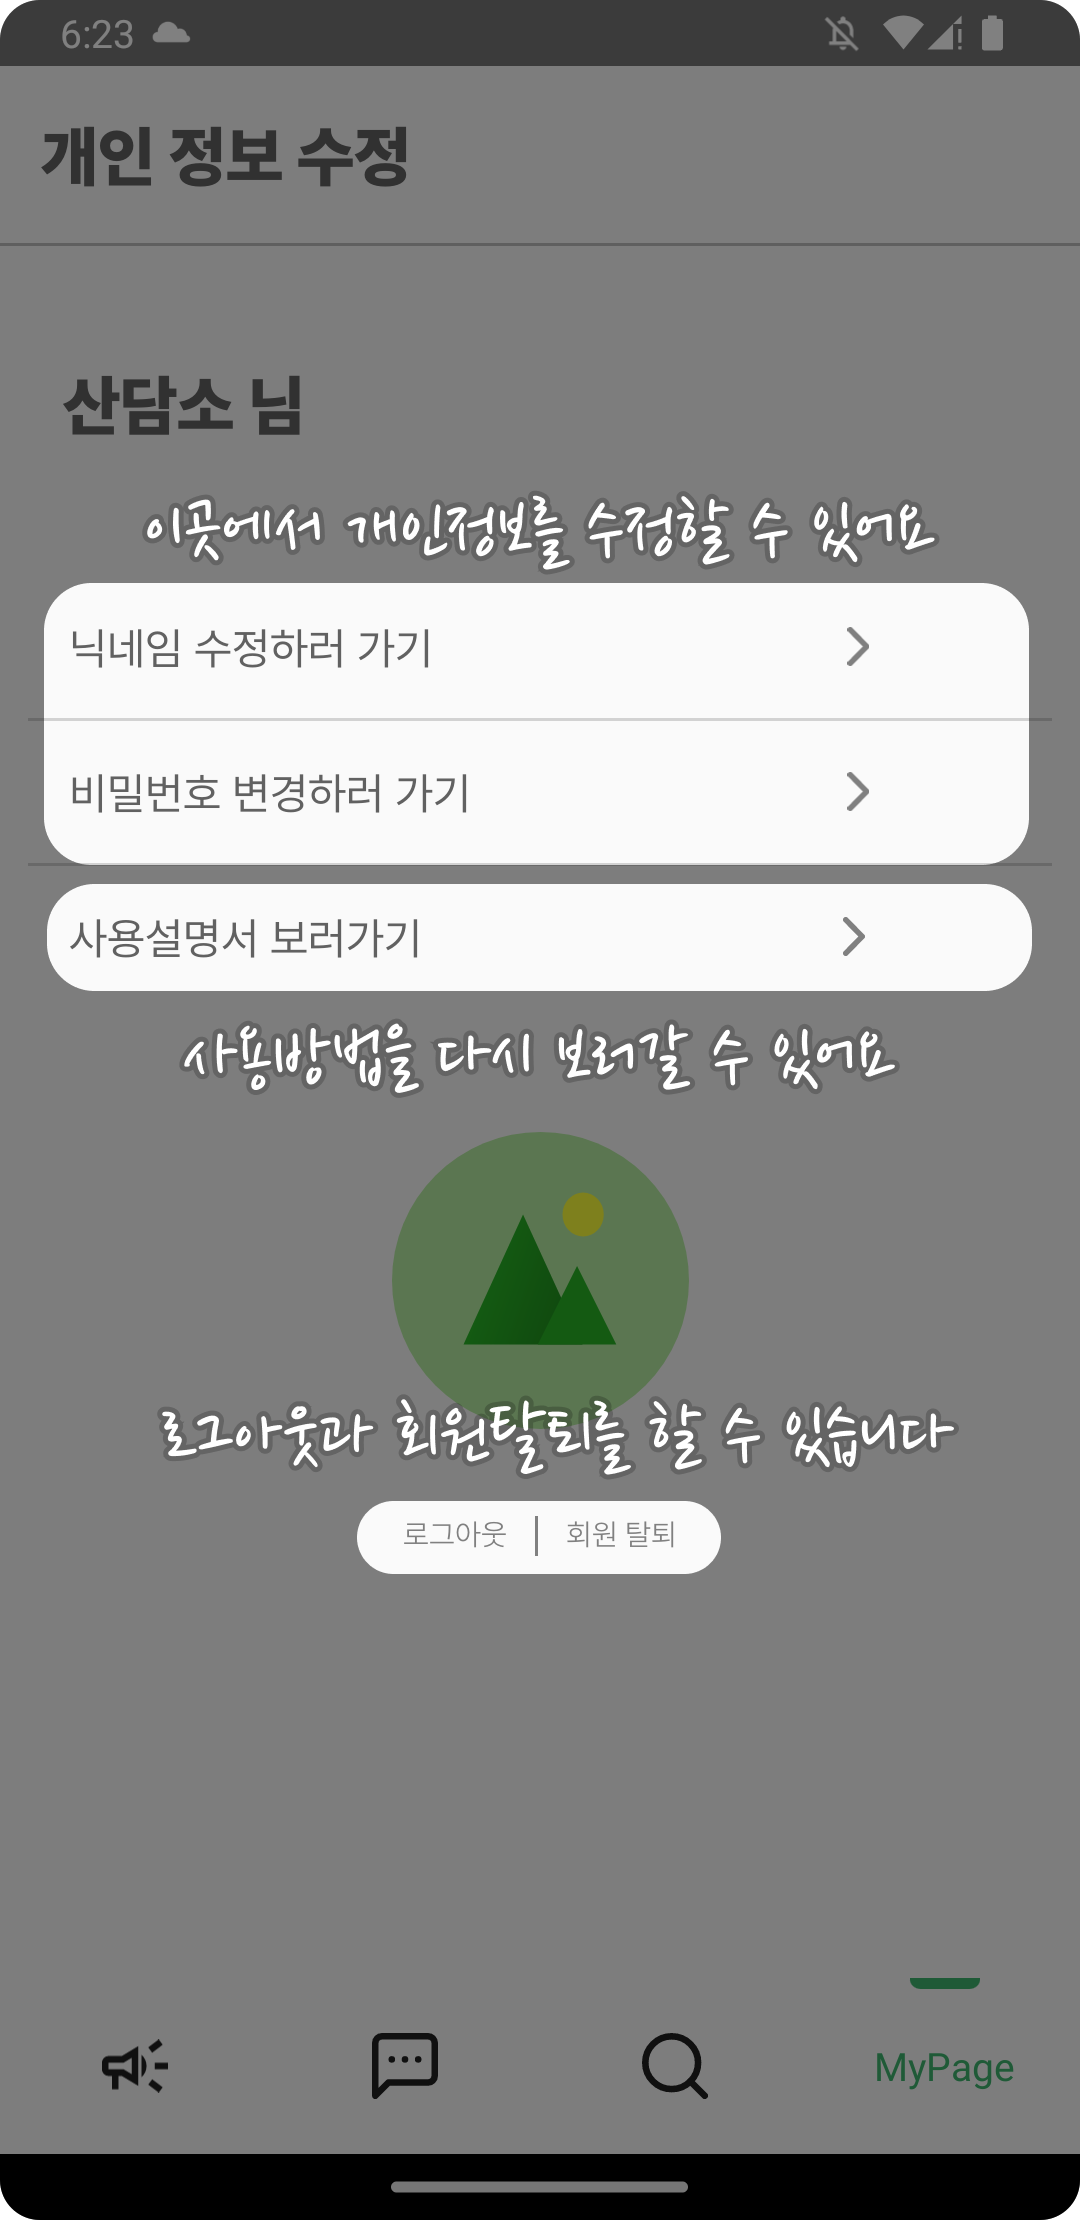 6:23
개인 정보 수정
산담소 님
이곳에서 개인정보를 수정할 수 있어요
닉네임 수정하러 가기
비밀번호 변경하러 가기
사용설명서 보러가기
사용방법을 다시 보러갈 수 있어요
로그아웃과 회원탈퇴를 할 수 있습니다
로그아웃 | 회원 탈퇴
MyPage